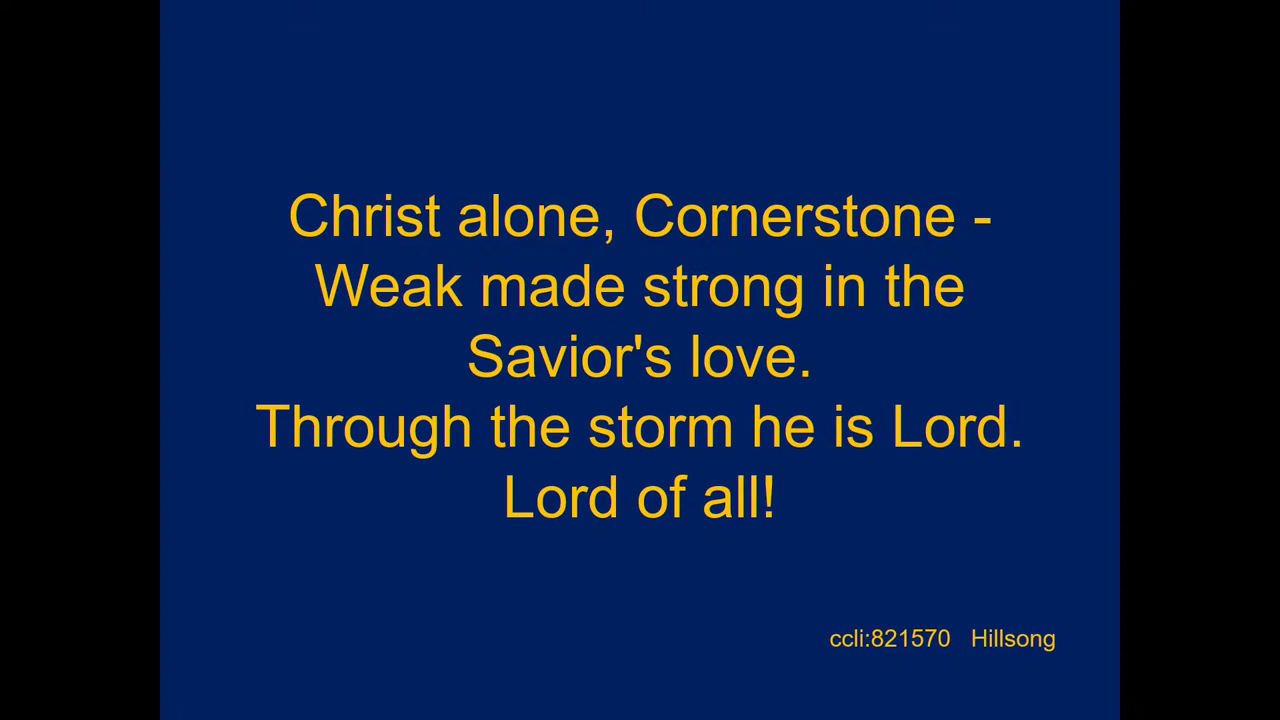 Christ alone, Cornerstone -
Weak made strong in the
Savior's love.
Through the storm he is Lord.
Lord of all!
ccli:821570 Hillsong